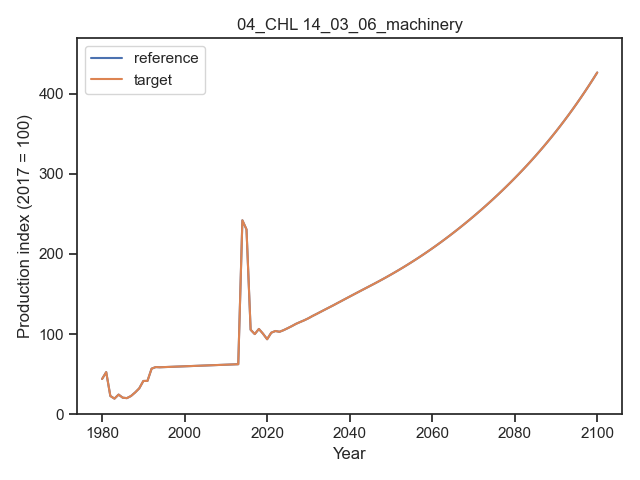 04_CHL 14_03_06_machinery
reference
target
Production index (2017 = 100)
400
300
200
100
0
1980 2000 2020 2040 2060 2080 2100
Year